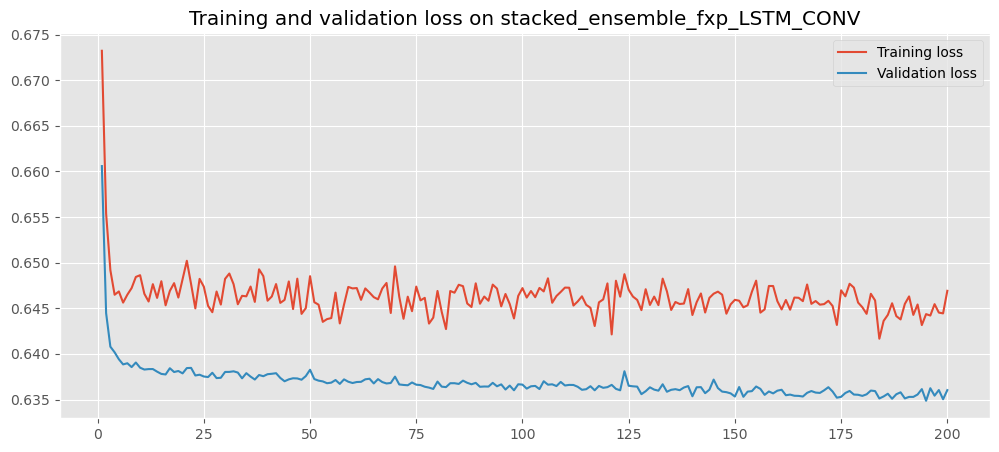 Training and validation loss on stacked_ensemble_fxp_LSTM_CONV
0.675
0.670
0.665
0.660
0.655
0.650
0.645
0.640
0.635
Training loss
Validation loss
0 25 50 75 100 125 150 175 200